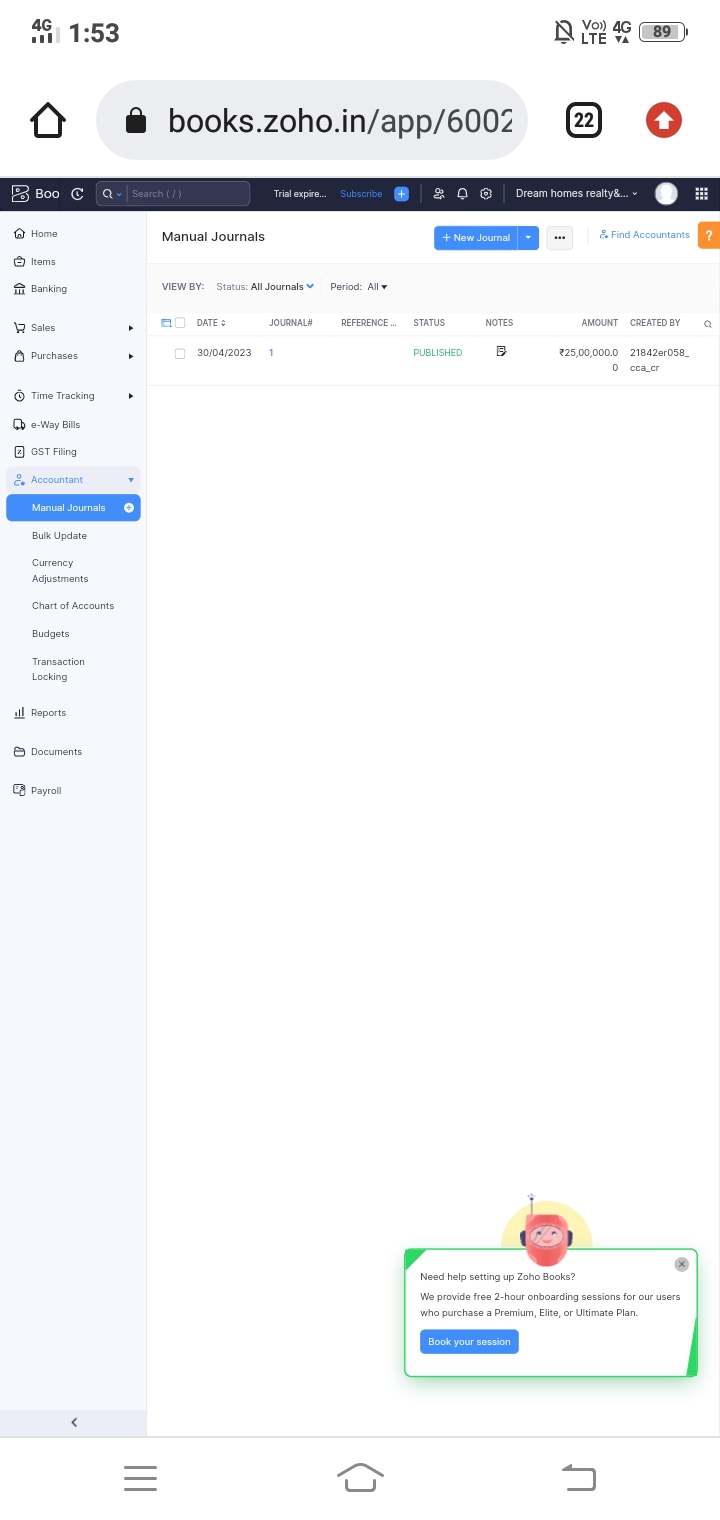 4G 1:53 Vo)) LTE 4G 89
books.zoho.in/app/6002
22
Boo Search ( / ) Trial expire... Subscribe Dream homes realty&...
Home
Items
Banking
Sales
Purchases
Time Tracking
e-Way Bills
GST Filing
Accountant
Manual Journals
Bulk Update
Currency
Adjustments
Chart of Accounts
Budgets
Transaction
Locking
Reports
Documents
Payroll
Manual Journals
+ New Journal
Find Accountants
?
VIEW BY: Status: All Journals Period: All
DATE JOURNAL# REFERENCE ... STATUS NOTES AMOUNT CREATED BY
30/04/2023 1 PUBLISHED ₹25,00,000.0 21842er058_
0 cca_cr
Need help setting up Zoho Books?
We provide free 2-hour onboarding sessions for our users
who purchase a Premium, Elite, or Ultimate Plan.
Book your session